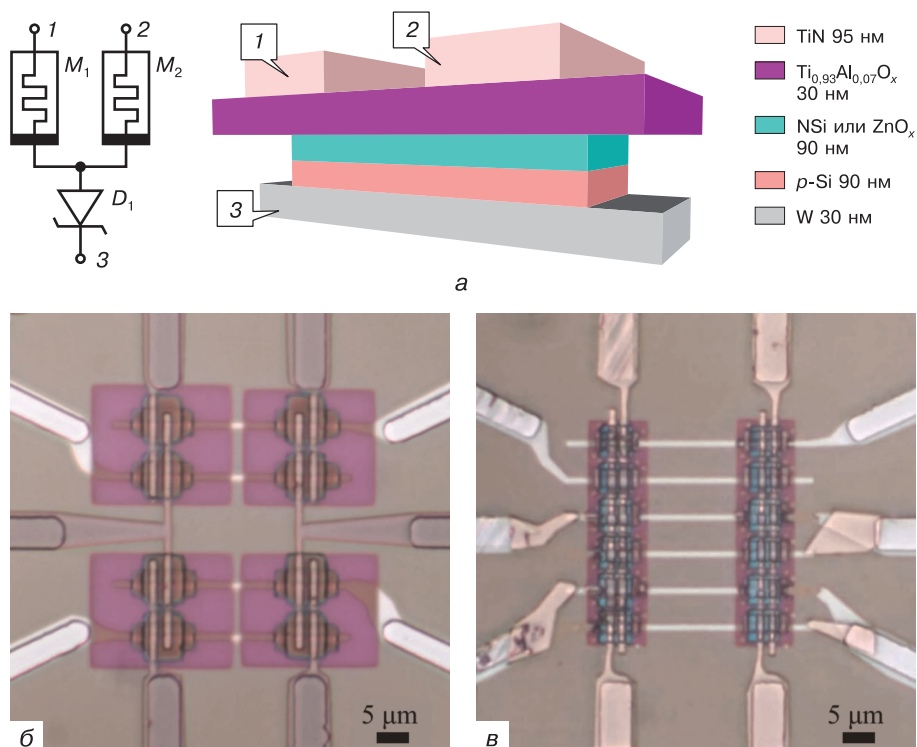 1
2
M1
M2
D1
3
1
2
3
TiN 95 нм
Ti0,93Al0,07Ox
30 нм
NSi или ZnOx
90 нм
p-Si 90 нм
W 30 нм
а
5 μm
б
5 μm
в